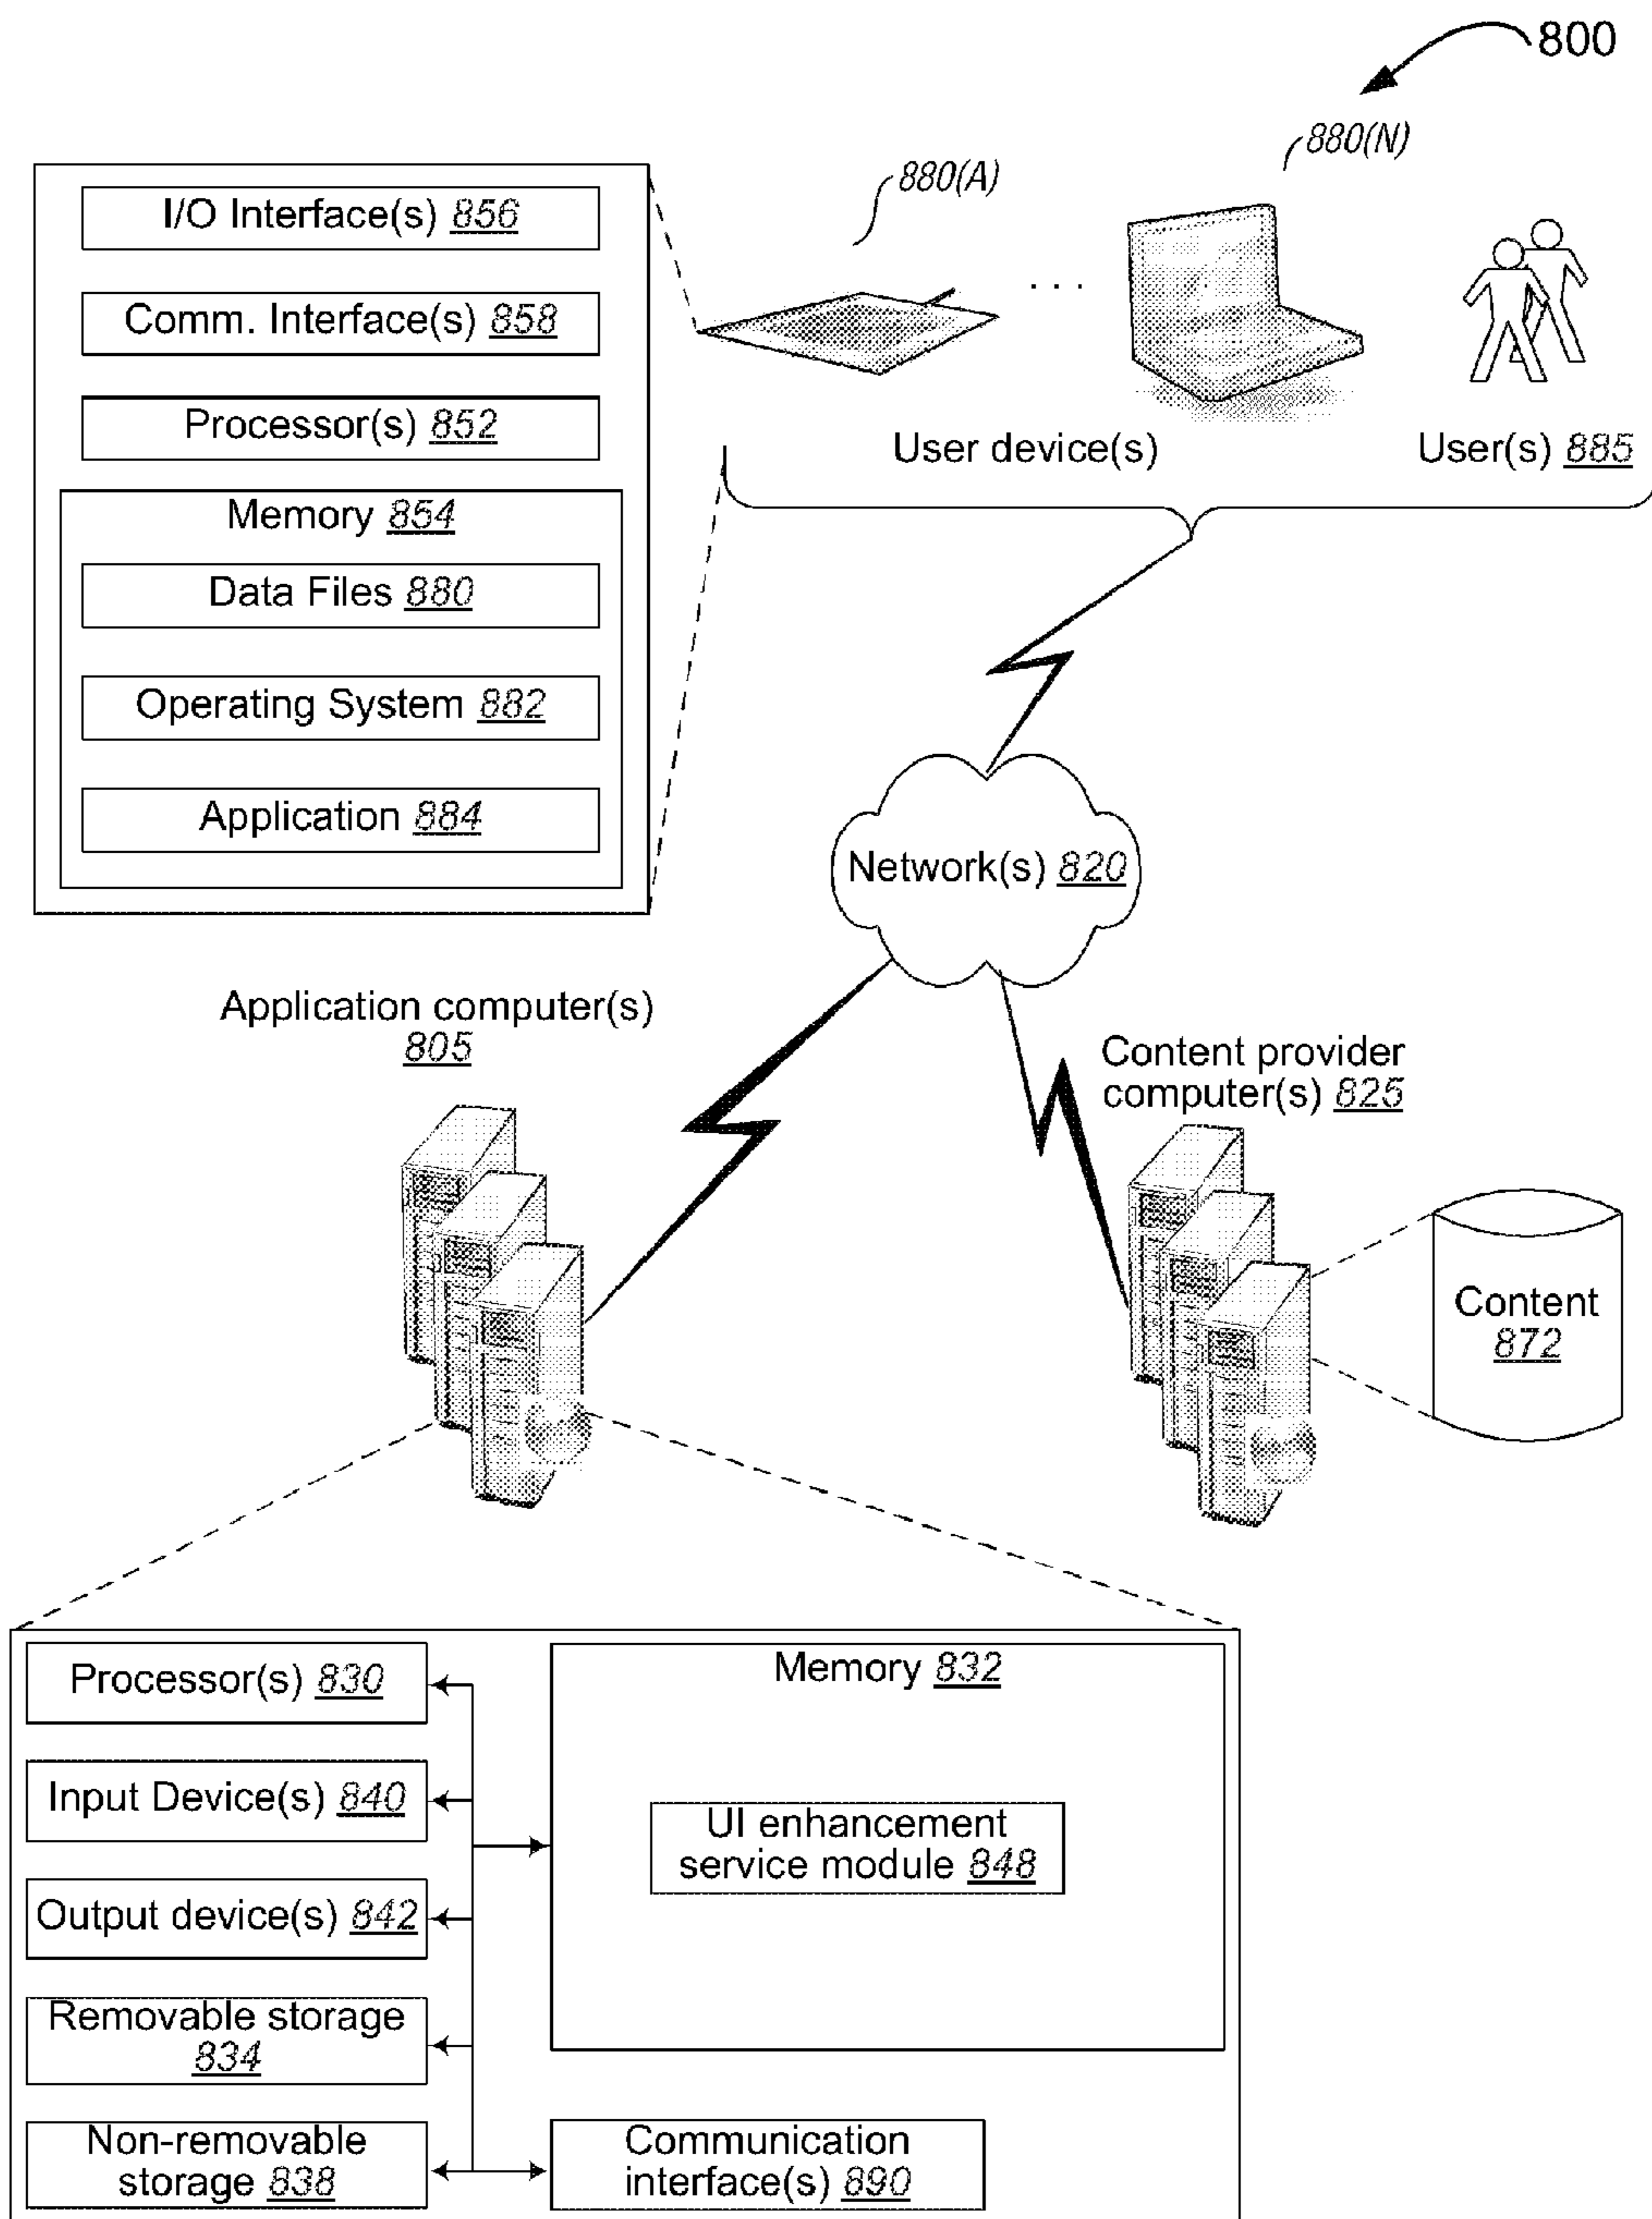 800
880(A)
880(N)
I/O Interface(s) 856
Comm. Interface(s) 858
Processor(s) 852
Memory 854
Data Files 880
Operating System 882
Application 884
. . .
User device(s)
User(s) 885
Network(s) 820
Application computer(s)
805
Content provider
computer(s) 825
Content
872
Processor(s) 830
Input Device(s) 840
Output device(s) 842
Removable storage
834
Non-removable
storage 838
Memory 832
UI enhancement
service module 848
Communication
interface(s) 890